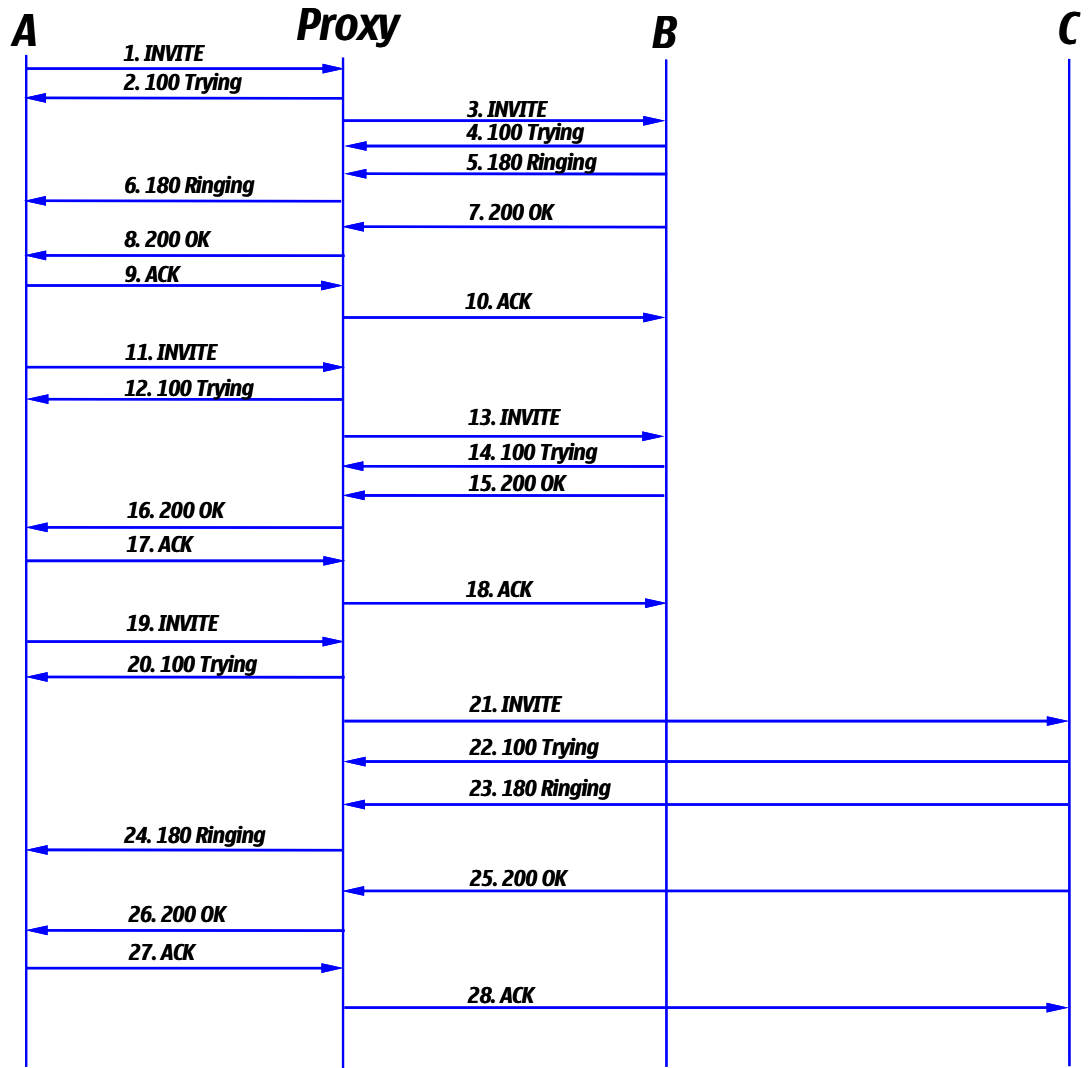 A
Proxy
B
C
1. INVITE
2. 100 Trying
3. INVITE
4. 100 Trying
5. 180 Ringing
6. 180 Ringing
7. 200 OK
8. 200 OK
9. ACK
10. ACK
11. INVITE
12. 100 Trying
13. INVITE
14. 100 Trying
15. 200 OK
16. 200 OK
17. ACK
18. ACK
19. INVITE
20. 100 Trying
21. INVITE
22. 100 Trying
23. 180 Ringing
24. 180 Ringing
25. 200 OK
26. 200 OK
27. ACK
28. ACK